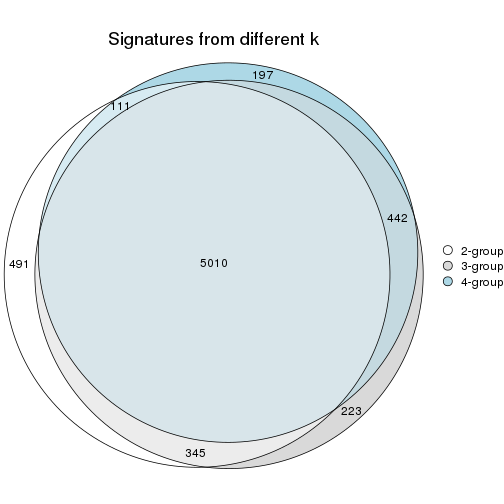 Signatures from different k
197
111
442
491
5010
2-group
3-group
4-group
223
345